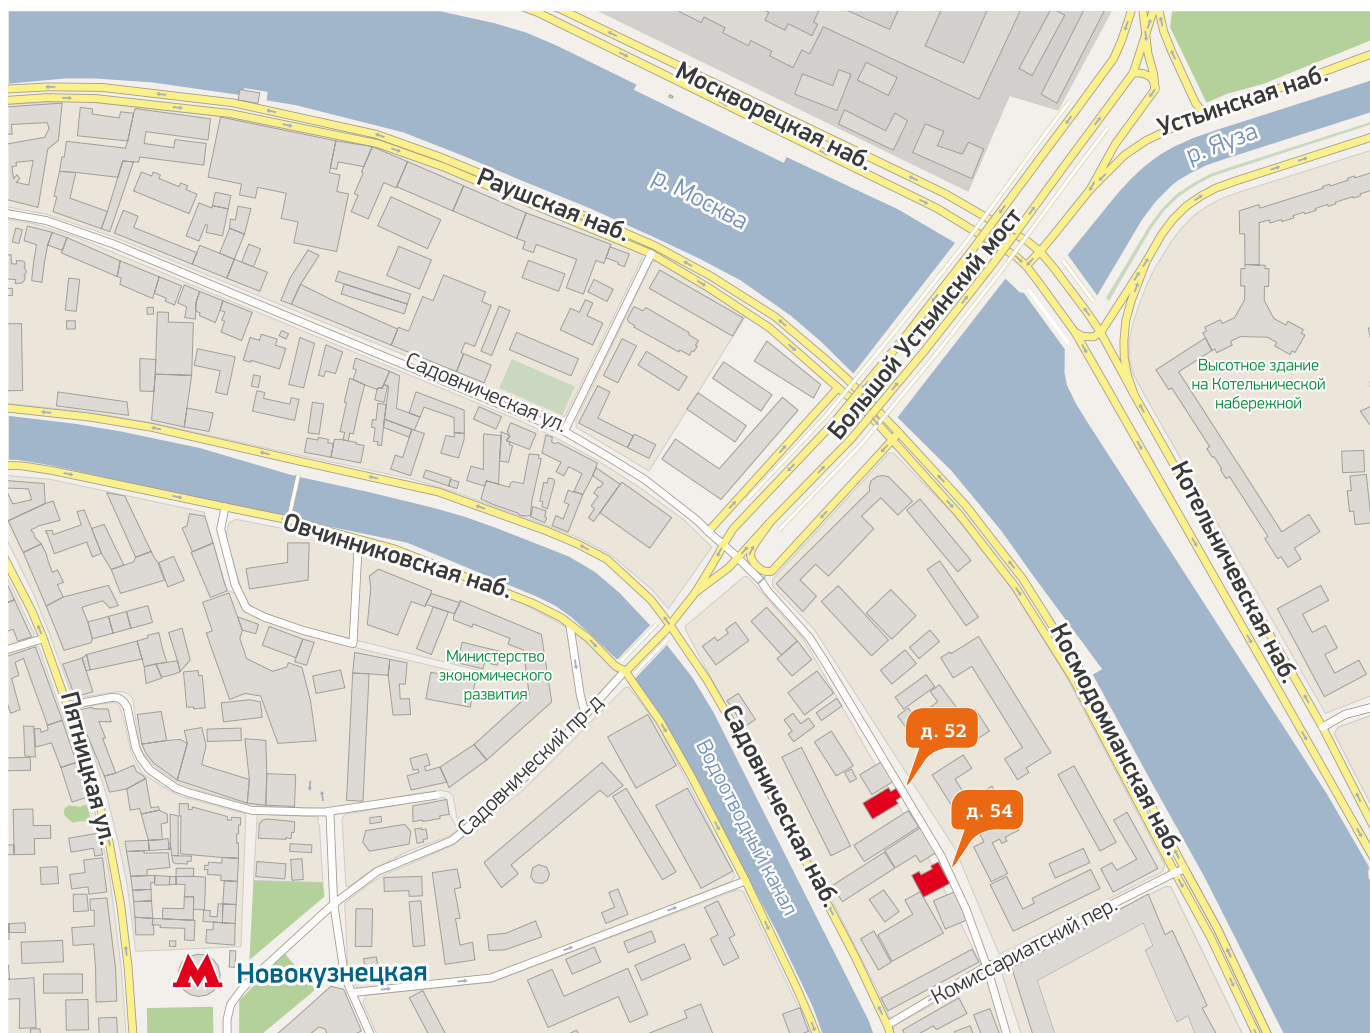 Москворецкая наб.
Устьинская наб.
р. Яуза
Раушская наб.
р. Москва
Большой Устьинский мост
Высотное здание
на Котельнической
набережной
Садовническая ул.
Котельничевская наб.
Овчинниковская наб.
Министерство
экономического
развития
Космодомианская наб.
Пятницкая ул.
Садовнический пр-д
Водоотводный канал
Садовническая наб.
д. 52
д. 54
Комиссариатский пер.
Новокузнецкая